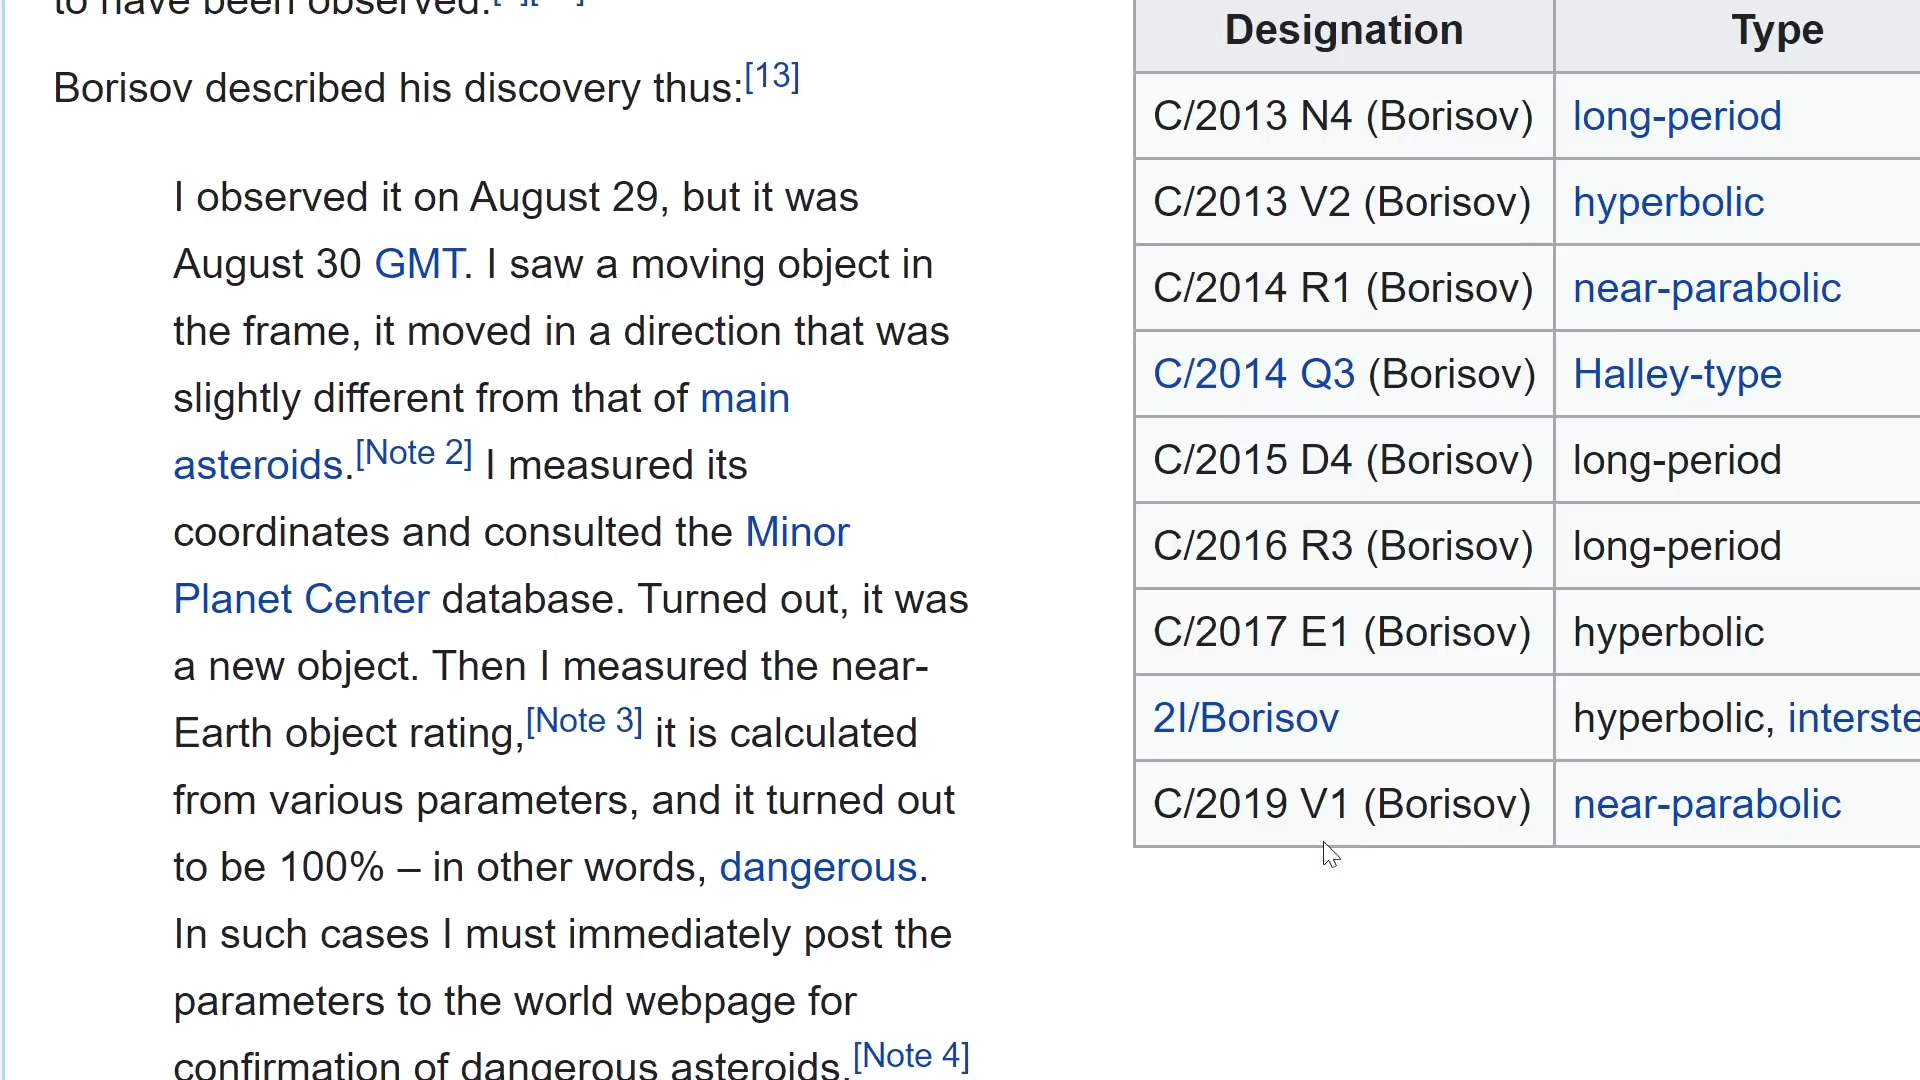 to have been observed.
Borisov described his discovery thus:[13]
I observed it on August 29, but it was
August 30 GMT. I saw a moving object in
the frame, it moved in a direction that was
slightly different from that of main
asteroids.[Note 2] I measured its
coordinates and consulted the Minor
Planet Center database. Turned out, it was
a new object. Then I measured the near-
Earth object rating,[Note 3] it is calculated
from various parameters, and it turned out
to be 100% – in other words, dangerous.
In such cases I must immediately post the
parameters to the world webpage for
confirmation of dangerous asteroids.[Note 4]
Designation Type
C/2013 N4 (Borisov) long-period
C/2013 V2 (Borisov) hyperbolic
C/2014 R1 (Borisov) near-parabolic
C/2014 Q3 (Borisov) Halley-type
C/2015 D4 (Borisov) long-period
C/2016 R3 (Borisov) long-period
C/2017 E1 (Borisov) hyperbolic
2I/Borisov hyperbolic, interste
C/2019 V1 (Borisov) near-parabolic